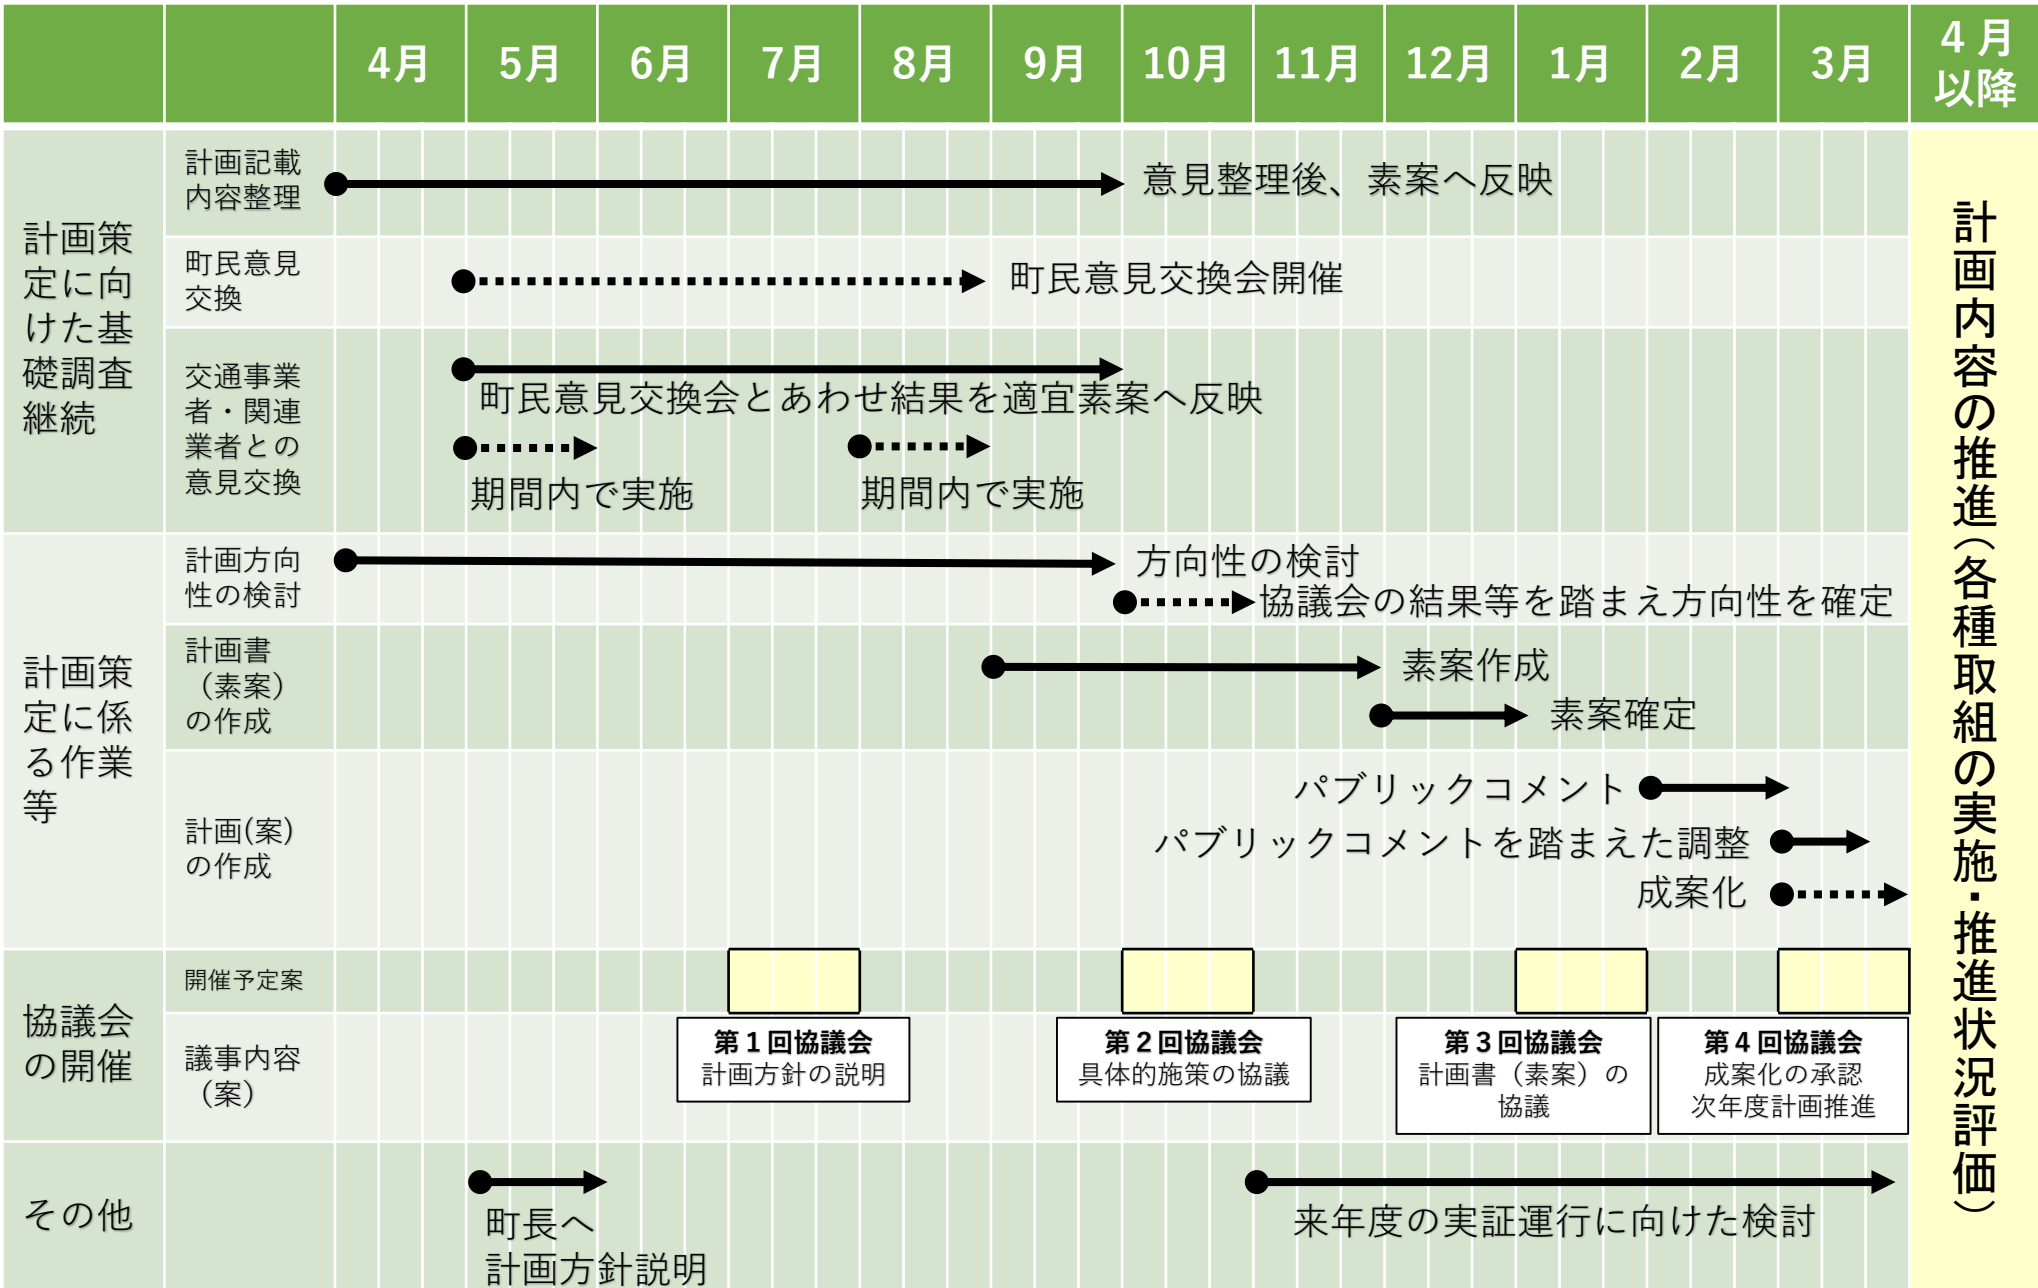 4月
5月
6月
7月
8月
9月
10月
11月
12月
1月
2月
3月
４月
以降
計画策
定に向
けた基
礎調査
継続
計画記載
内容整理
意見整理後、素案へ反映
町民意見
交換
町民意見交換会開催
交通事業
者・関連
業者との
意見交換
町民意見交換会とあわせ結果を適宜素案へ反映
期間内で実施
期間内で実施
計画策
定に係
る作業
等
計画方向
性の検討
方向性の検討
協議会の結果等を踏まえ方向性を確定
計画書
（素案）
の作成
素案作成
素案確定
計画(案)
の作成
パブリックコメント
パブリックコメントを踏まえた調整
成案化
協議会
の開催
開催予定案
議事内容
（案）
第１回協議会
計画方針の説明
第２回協議会
具体的施策の協議
第３回協議会
計画書（素案）の
協議
第４回協議会
成案化の承認
次年度計画推進
その他
町長へ
計画方針説明
来年度の実証運行に向けた検討
計画内容の推進（各種取組の実施・推進状況評価）